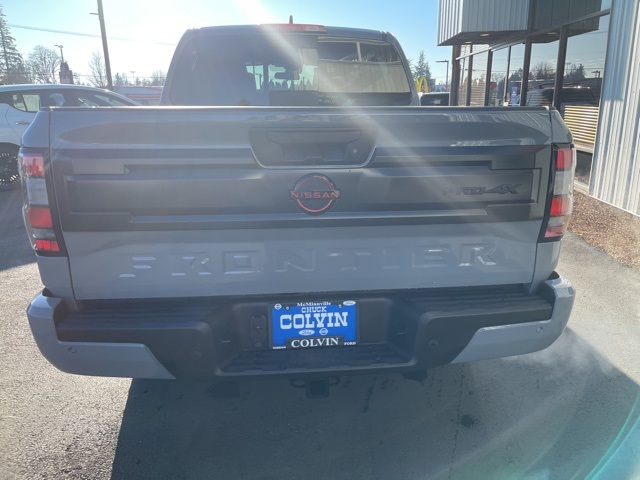 NISSAN
PRO-4X
FRONTIER
McMinnville
CHUCK
COLVIN
COLVIN